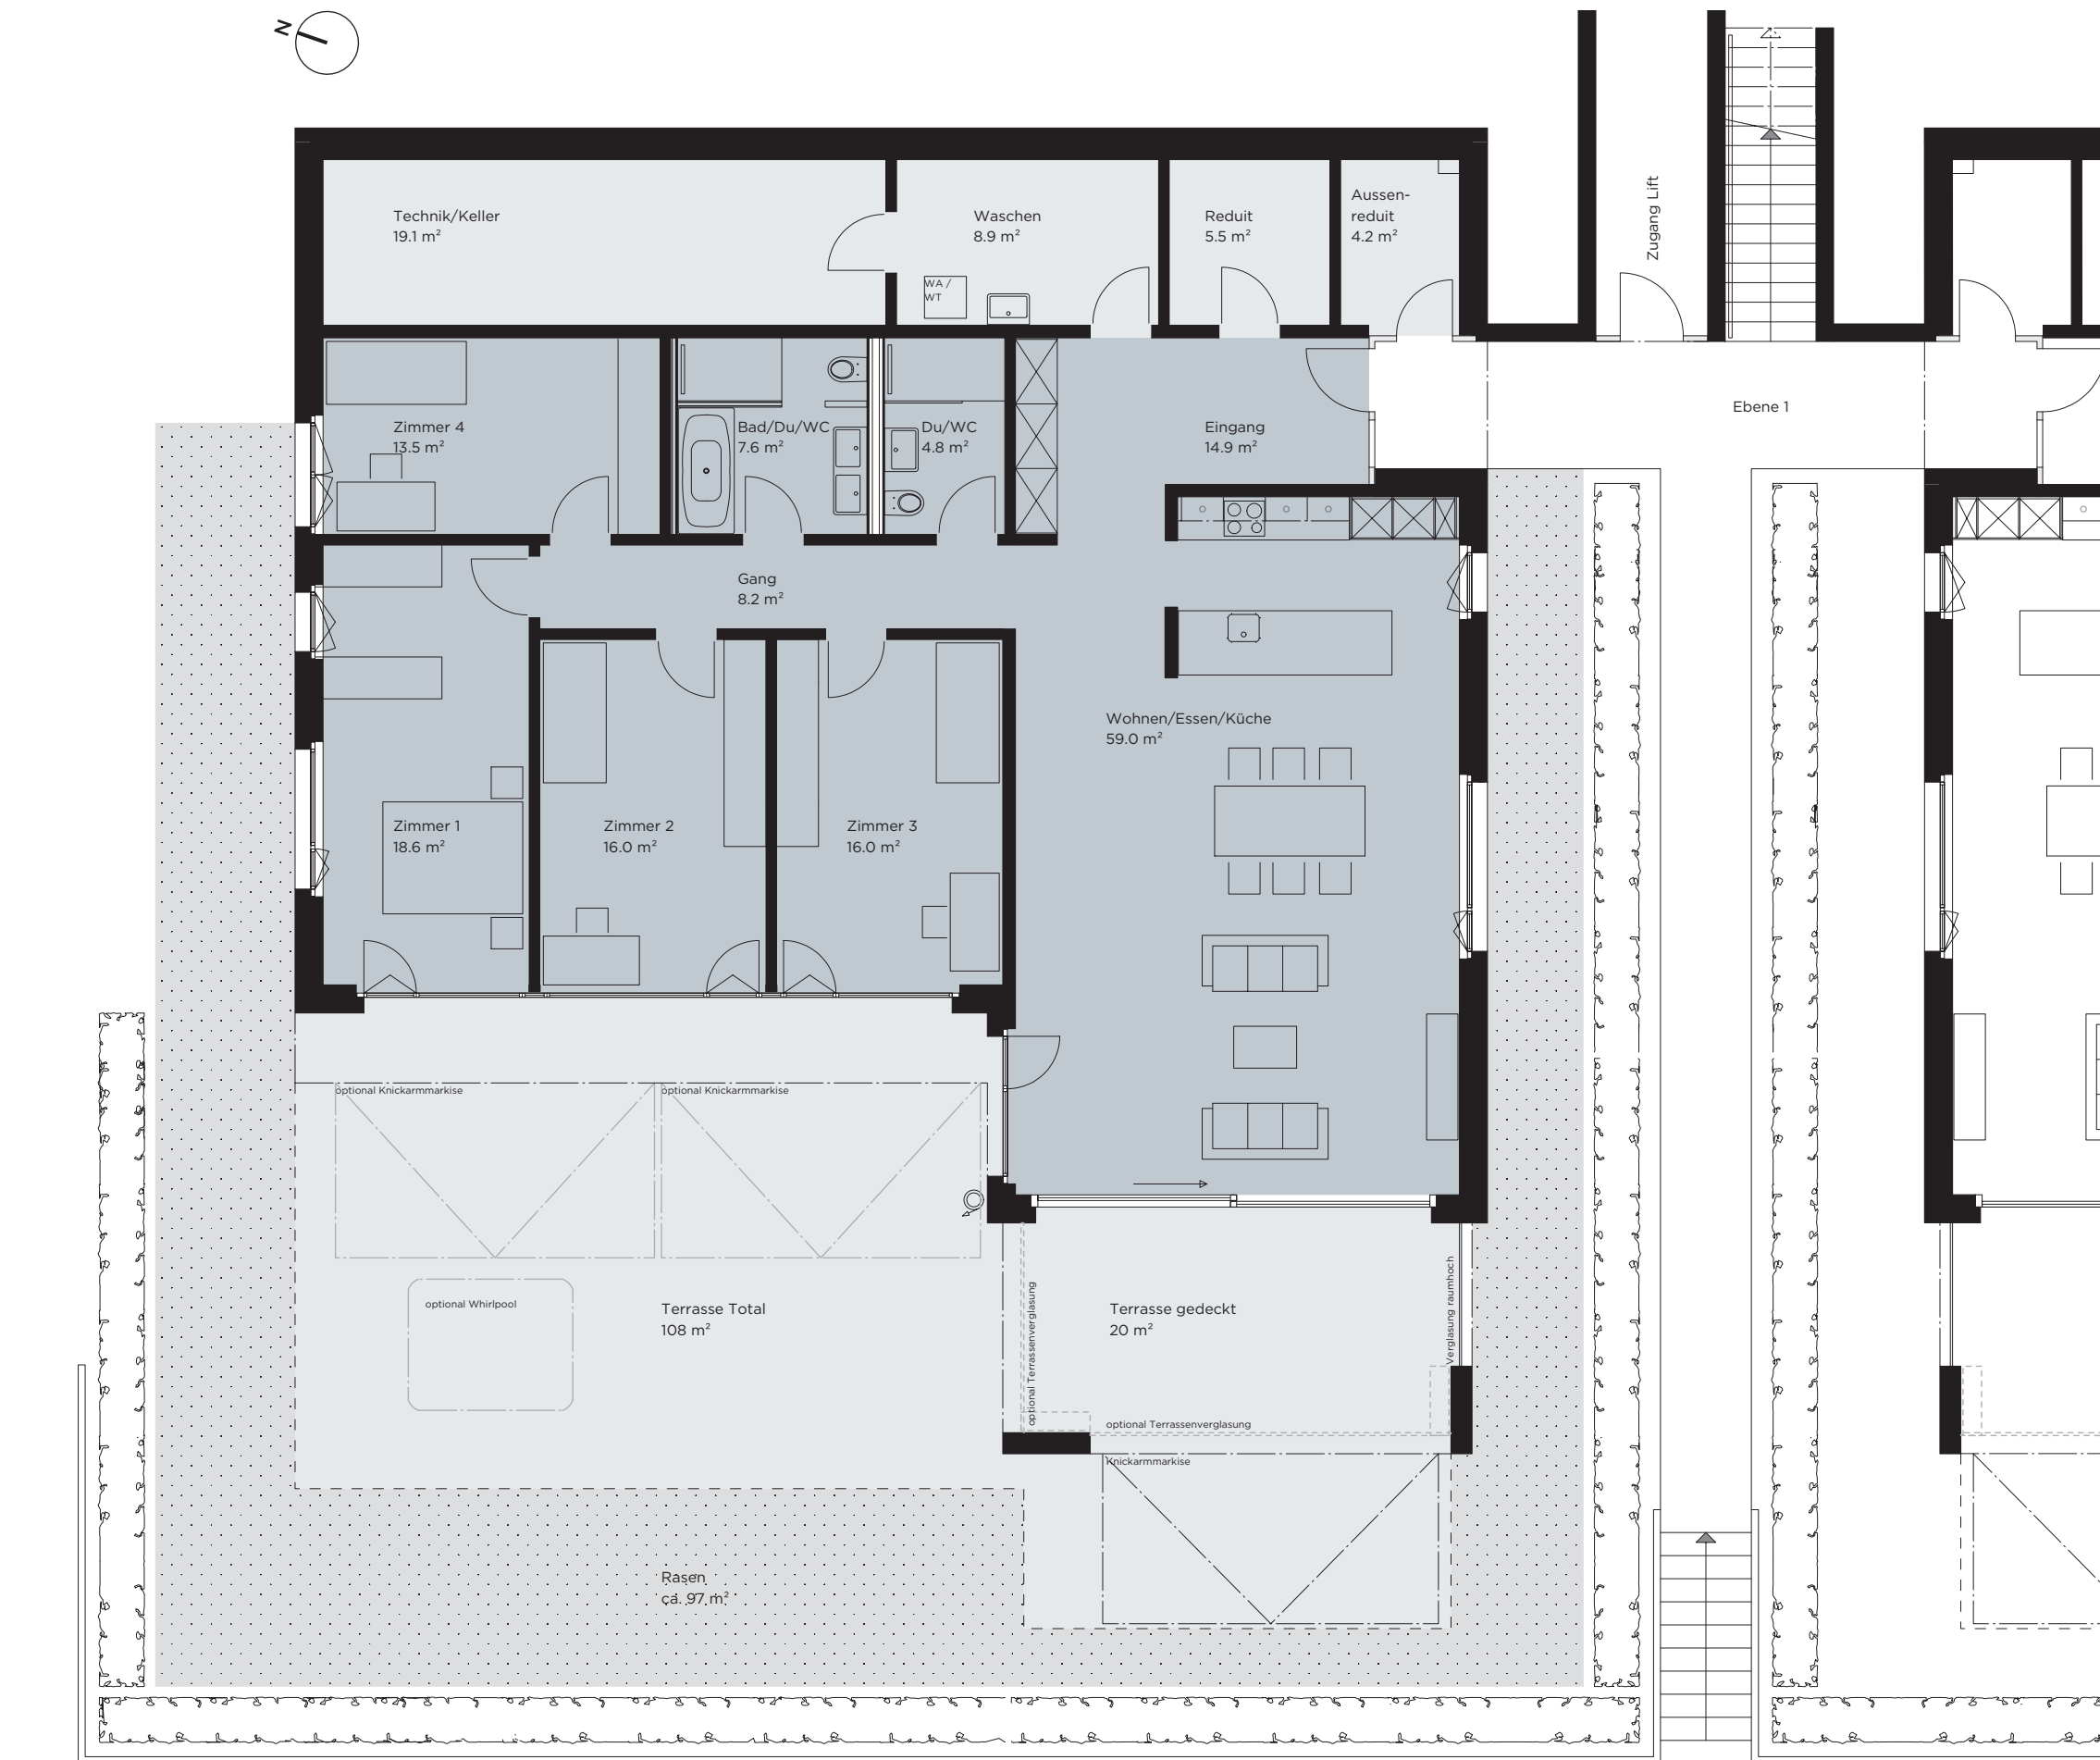 N
Zugang Lift
Technik/Keller
19.1 m²
Waschen
8.9 m²
WA /
WT
Reduit
5.5 m²
Aussen-
reduit
4.2 m²
Ebene 1
Zimmer 4
13.5 m²
Bad/Du/WC
7.6 m²
Du/WC
4.8 m²
Eingang
14.9 m²
Gang
8.2 m²
Wohnen/Essen/Küche
59.0 m²
Zimmer 1
18.6 m²
Zimmer 2
16.0 m²
Zimmer 3
16.0 m²
optional Knickarmmarkise
optional Knickarmmarkise
optional Whirlpool
Terrasse Total
108 m²
optional Terrassenverglasung
Terrasse gedeckt
20 m²
Verglasung raumhoch
optional Terrassenverglasung
Knickarmmarkise
Rasen
ca. 97 m²